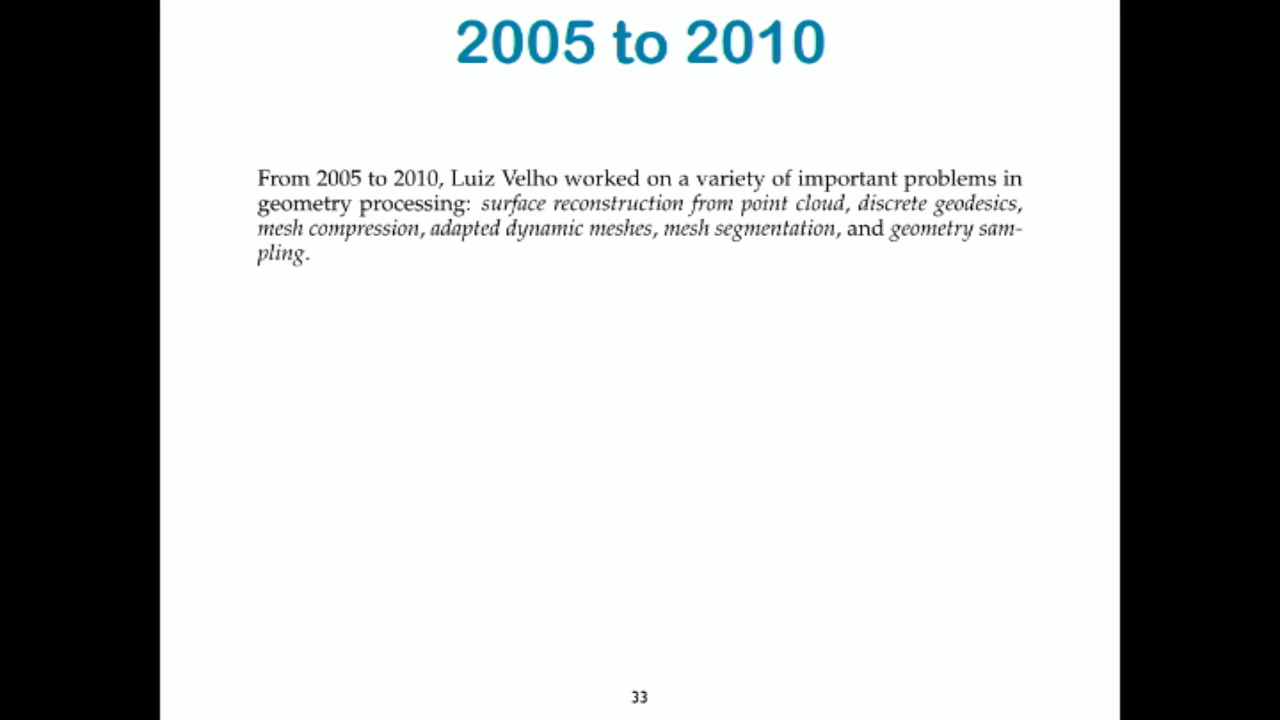 2005 to 2010
From 2005 to 2010, Luiz Velho worked on a variety of important problems in
geometry processing: surface reconstruction from point cloud, discrete geodesics,
mesh compression, adapted dynamic meshes, mesh segmentation, and geometry sam-
pling.
33